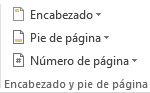 Encabezado
Pie de página
Número de página
Encabezado y pie de página